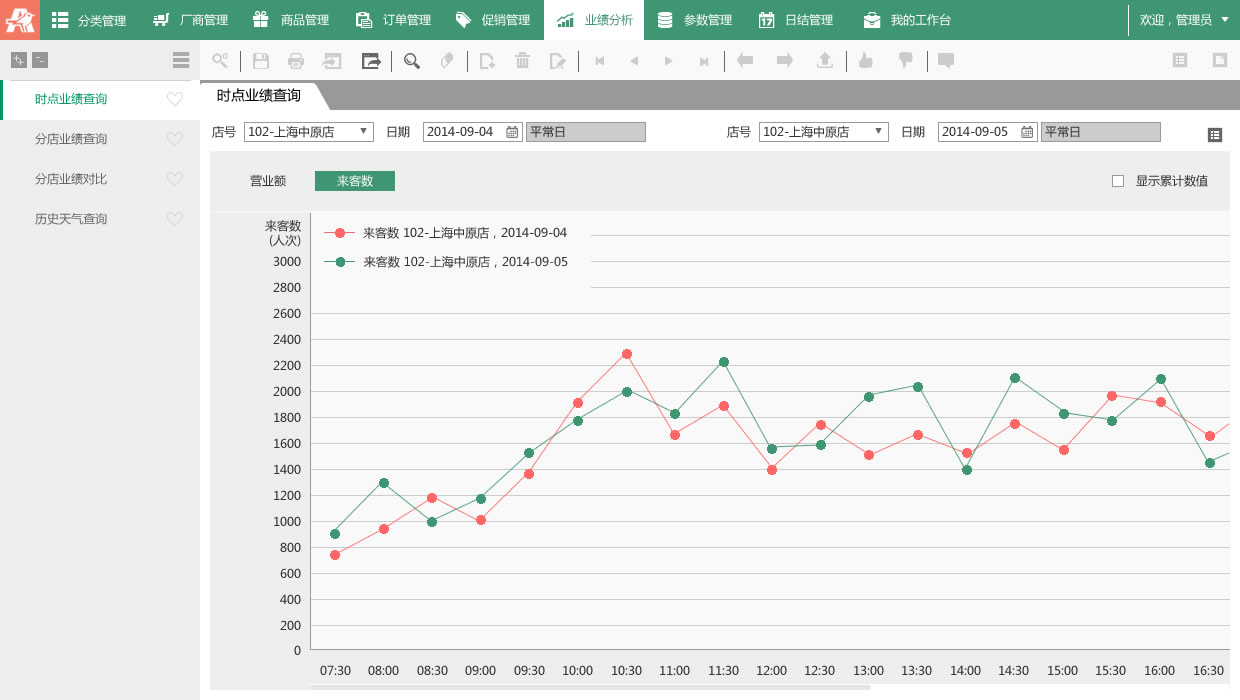 分类管理 厂商管理 商品管理 订单管理 促销管理 业绩分析 参数管理 日结管理 我的工作台 欢迎，管理员
时点业绩查询
分店业绩查询
分店业绩对比
历史天气查询
时点业绩查询
店号 102-上海中原店 日期 2014-09-04 平常日 店号 102-上海中原店 日期 2014-09-05 平常日
营业额 来客数 显示累计数值
来客数
(人次)
来客数 102-上海中原店，2014-09-04
来客数 102-上海中原店，2014-09-05
3000
2800
2600
2400
2200
2000
1800
1600
1400
1200
1000
800
600
400
200
0
07:30 08:00 08:30 09:00 09:30 10:00 10:30 11:00 11:30 12:00 12:30 13:00 13:30 14:00 14:30 15:00 15:30 16:00 16:30